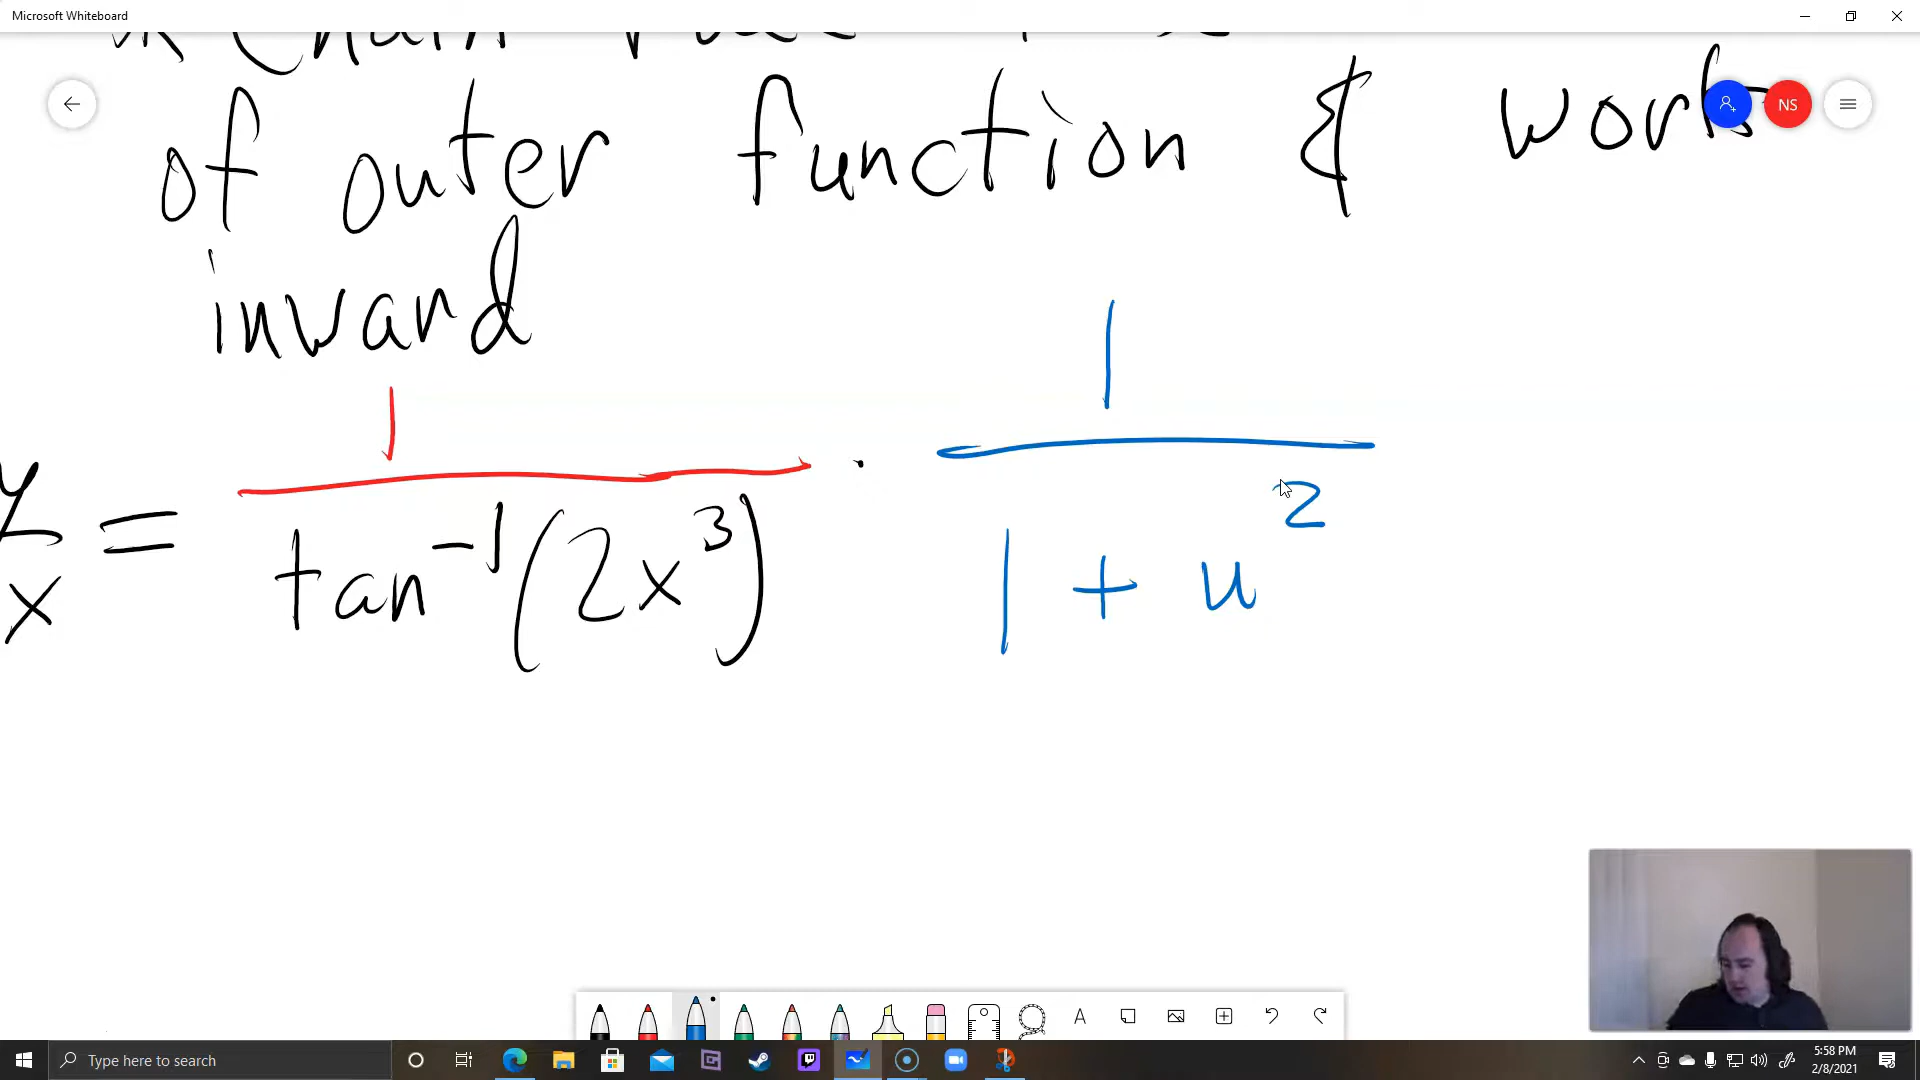 Microsoft Whiteboard
of outer function & works
NS
inward
1
1
= tan⁻¹(2x³) · 1 + u²
x
A
Type here to search
5:58 PM
2/8/2021